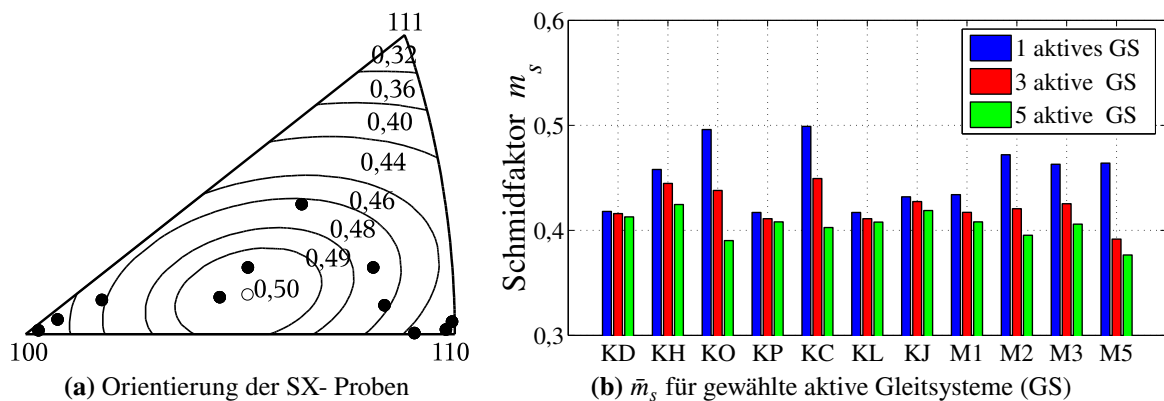 111
0,32
0,36
0,40
0,44
0,46
0,48
0,49
0,50
100
110
(a) Orientierung der SX- Proben
Schmidfaktor m_s
0,6
0,5
0,4
0,3
1 aktives GS
3 aktive GS
5 aktive GS
KD KH KO KP KC KL KJ M1 M2 M3 M5
(b) m̄_s für gewählte aktive Gleitsysteme (GS)